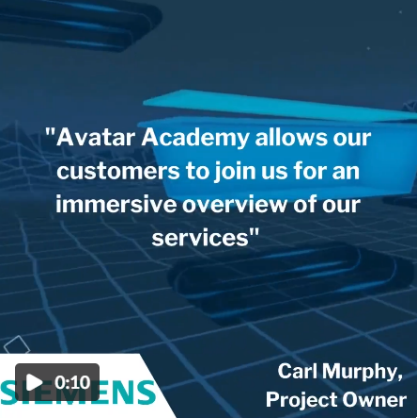 "Avatar Academy allows our
customers to join us for an
immersive overview of our
services"
Carl Murphy,
Project Owner
0:10
SIEMENS